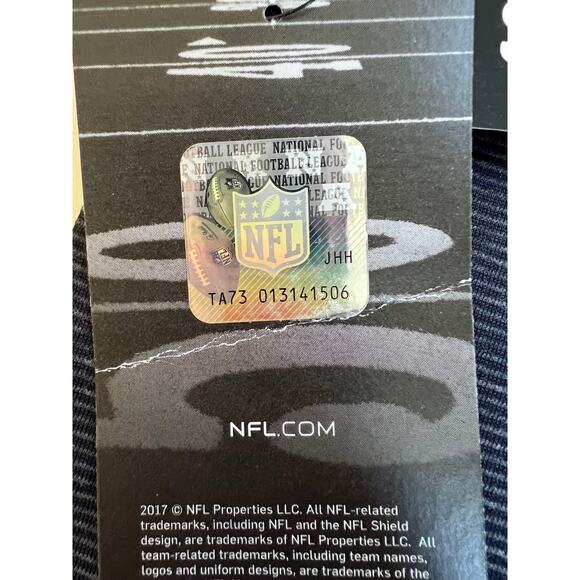 OTBALL LEAGUE NATIONAL FOO
NATIONAL FOOTBALL LEAGUE
LEAGUE
NFL
JHH
TA73 013141506
NFL.COM
2017 © NFL Properties LLC. All NFL-related
trademarks, including NFL and the NFL Shield
design, are trademarks of NFL Properties LLC. All
team-related trademarks, including team names,
logos and uniform designs, are trademarks of the